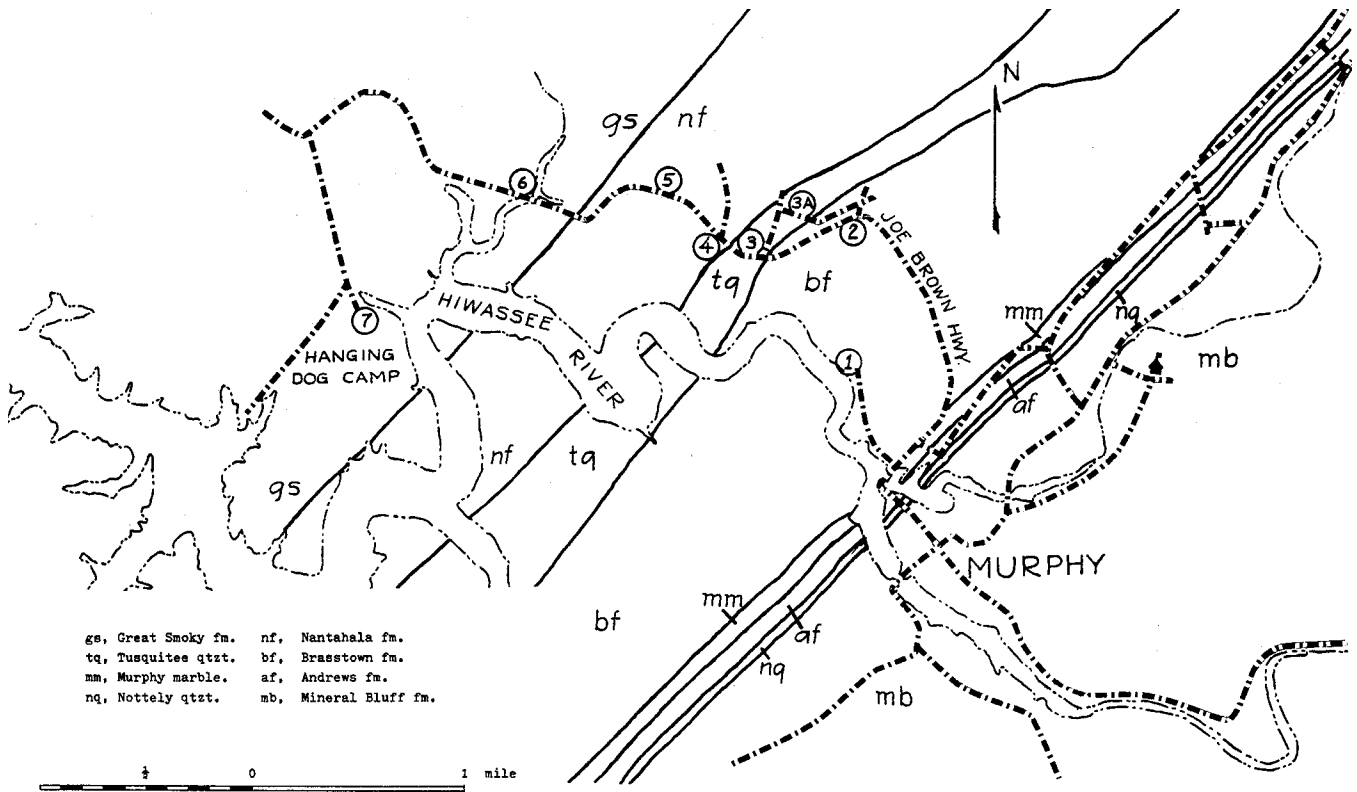 N
gs nf
6
5
3A
4
3
2
tq bf
JOE BROWN HWY.
HIWASSEE
RIVER
7
HANGING
DOG CAMP
1
mm
nq
mb
af
nf
tq
gs
MURPHY
bf
mm
af
nq
mb
gs, Great Smoky fm. nf, Nantahala fm.
tq, Tusquitee qtzt. bf, Brasstown fm.
mm, Murphy marble. af, Andrews fm.
nq, Nottely qtzt. mb, Mineral Bluff fm.
½ 0 1 mile